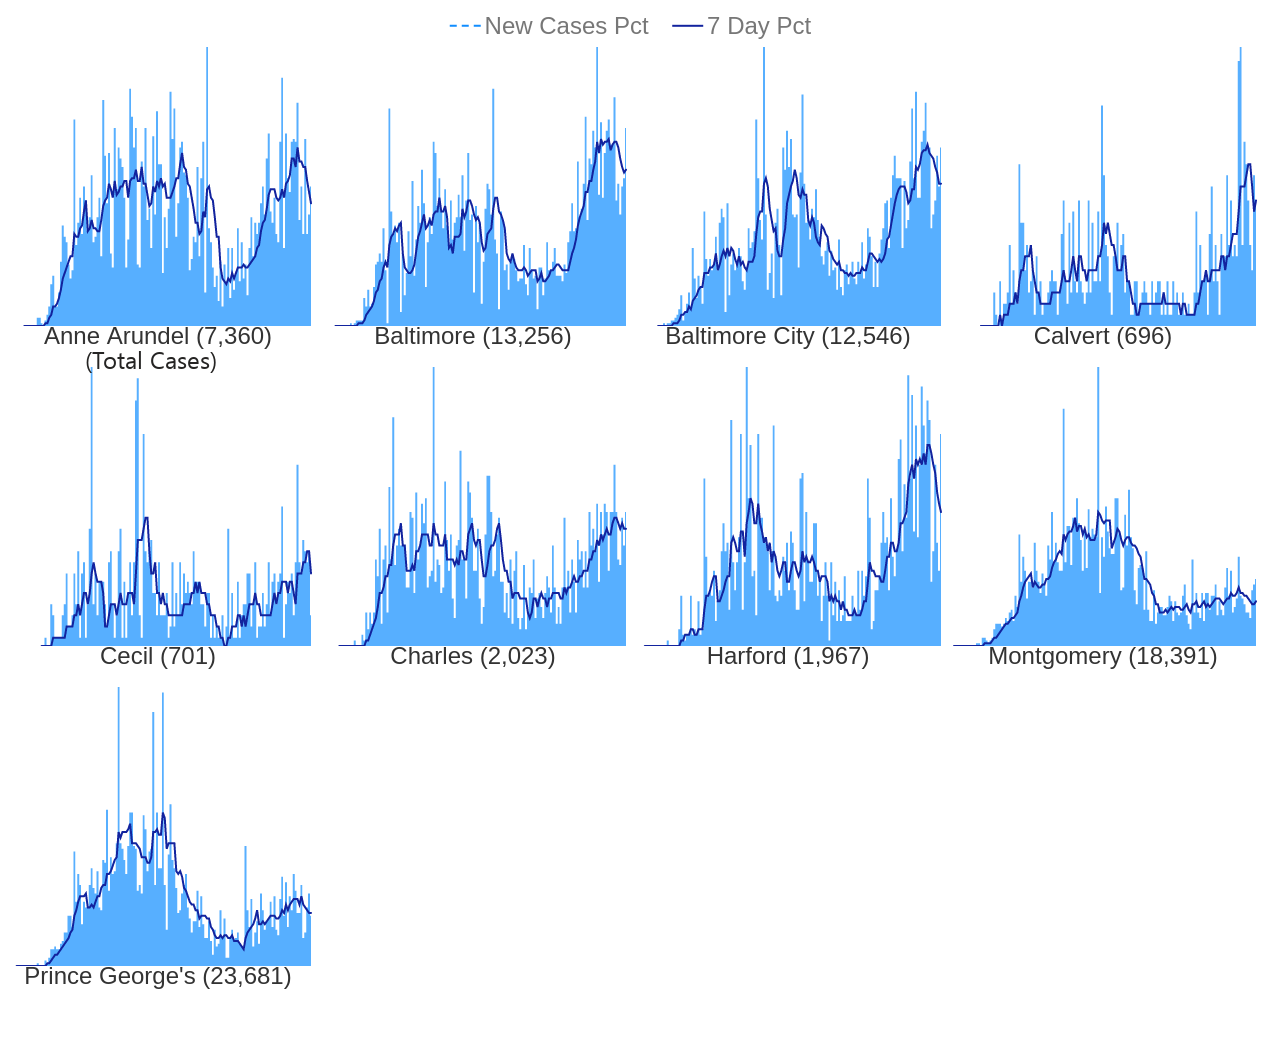 New Cases Pct 7 Day Pct
Anne Arundel (7,360) Baltimore (13,256) Baltimore City (12,546) Calvert (696)
(Total Cases)
Cecil (701) Charles (2,023) Harford (1,967) Montgomery (18,391)
Prince George's (23,681)